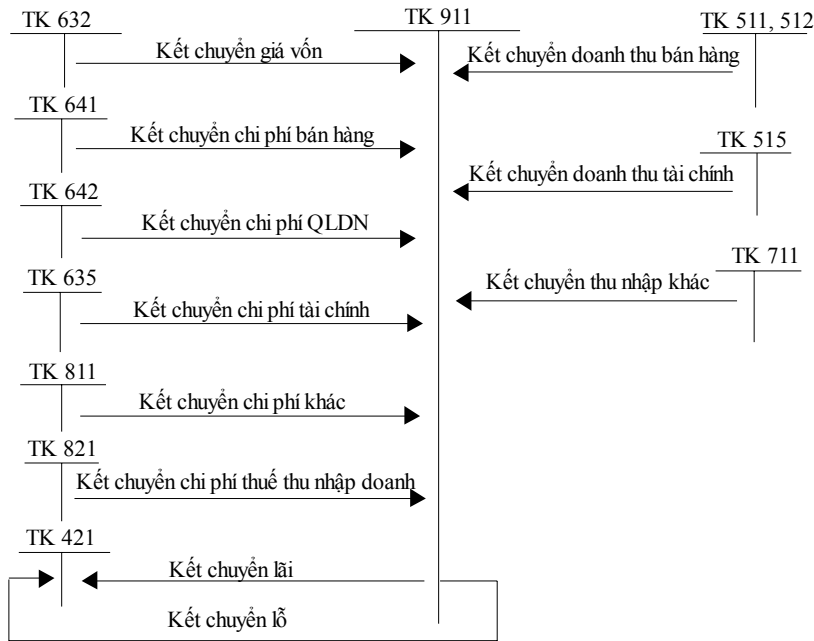 TK 632
TK 911
TK 511, 512
Kết chuyển giá vốn
Kết chuyển doanh thu bán hàng
TK 641
Kết chuyển chi phí bán hàng
TK 515
Kết chuyển doanh thu tài chính
TK 642
Kết chuyển chi phí QLDN
TK 711
Kết chuyển thu nhập khác
TK 635
Kết chuyển chi phí tài chính
TK 811
Kết chuyển chi phí khác
TK 821
Kết chuyển chi phí thuế thu nhập doanh
TK 421
Kết chuyển lãi
Kết chuyển lỗ